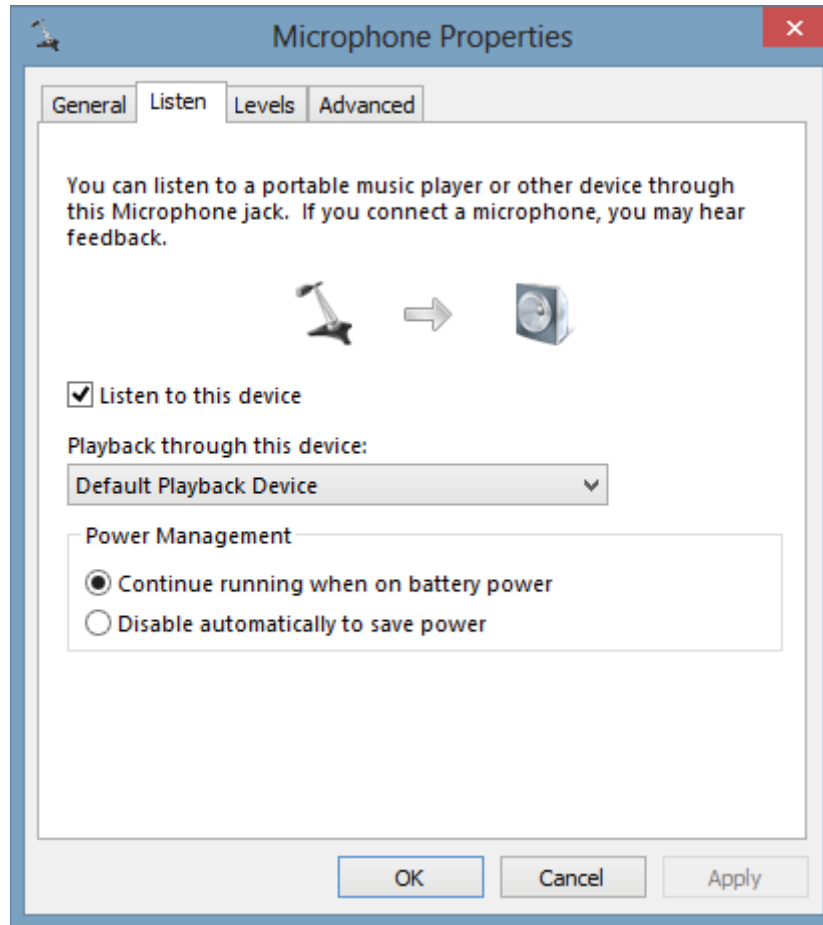 Microphone Properties
General Listen Levels Advanced
You can listen to a portable music player or other device through
this Microphone jack.  If you connect a microphone, you may hear
feedback.
Listen to this device
Playback through this device:
Default Playback Device
Power Management
Continue running when on battery power
Disable automatically to save power
OK Cancel Apply